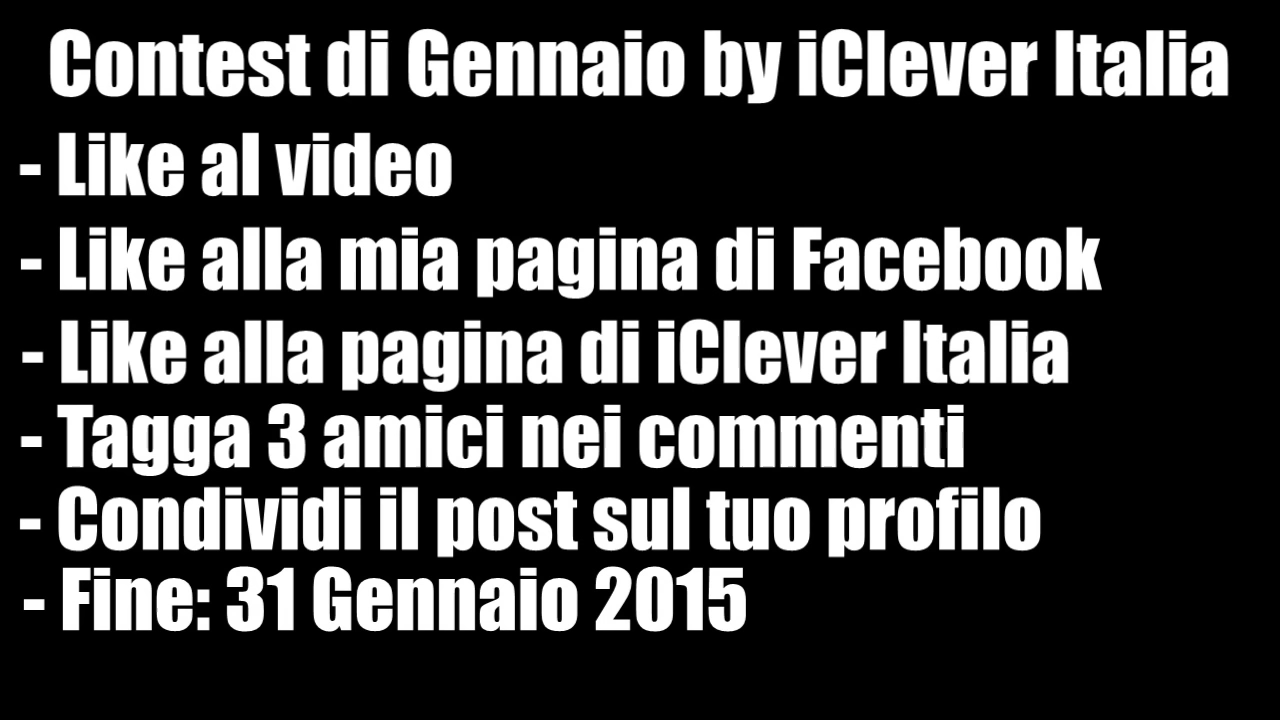 Contest di Gennaio by iClever Italia
- Like al video
- Like alla mia pagina di Facebook
- Like alla pagina di iClever Italia
- Tagga 3 amici nei commenti
- Condividi il post sul tuo profilo
- Fine: 31 Gennaio 2015